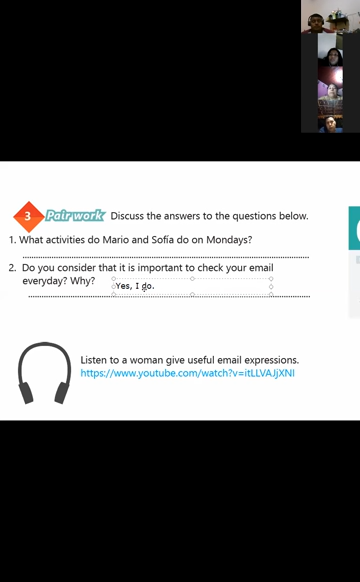 3 Pair work Discuss the answers to the questions below.
1. What activities do Mario and Sofía do on Mondays?
2. Do you consider that it is important to check your email
everyday? Why?
Yes, I do.
Listen to a woman give useful email expressions.
https://www.youtube.com/watch?v=itLLVAJjXNI